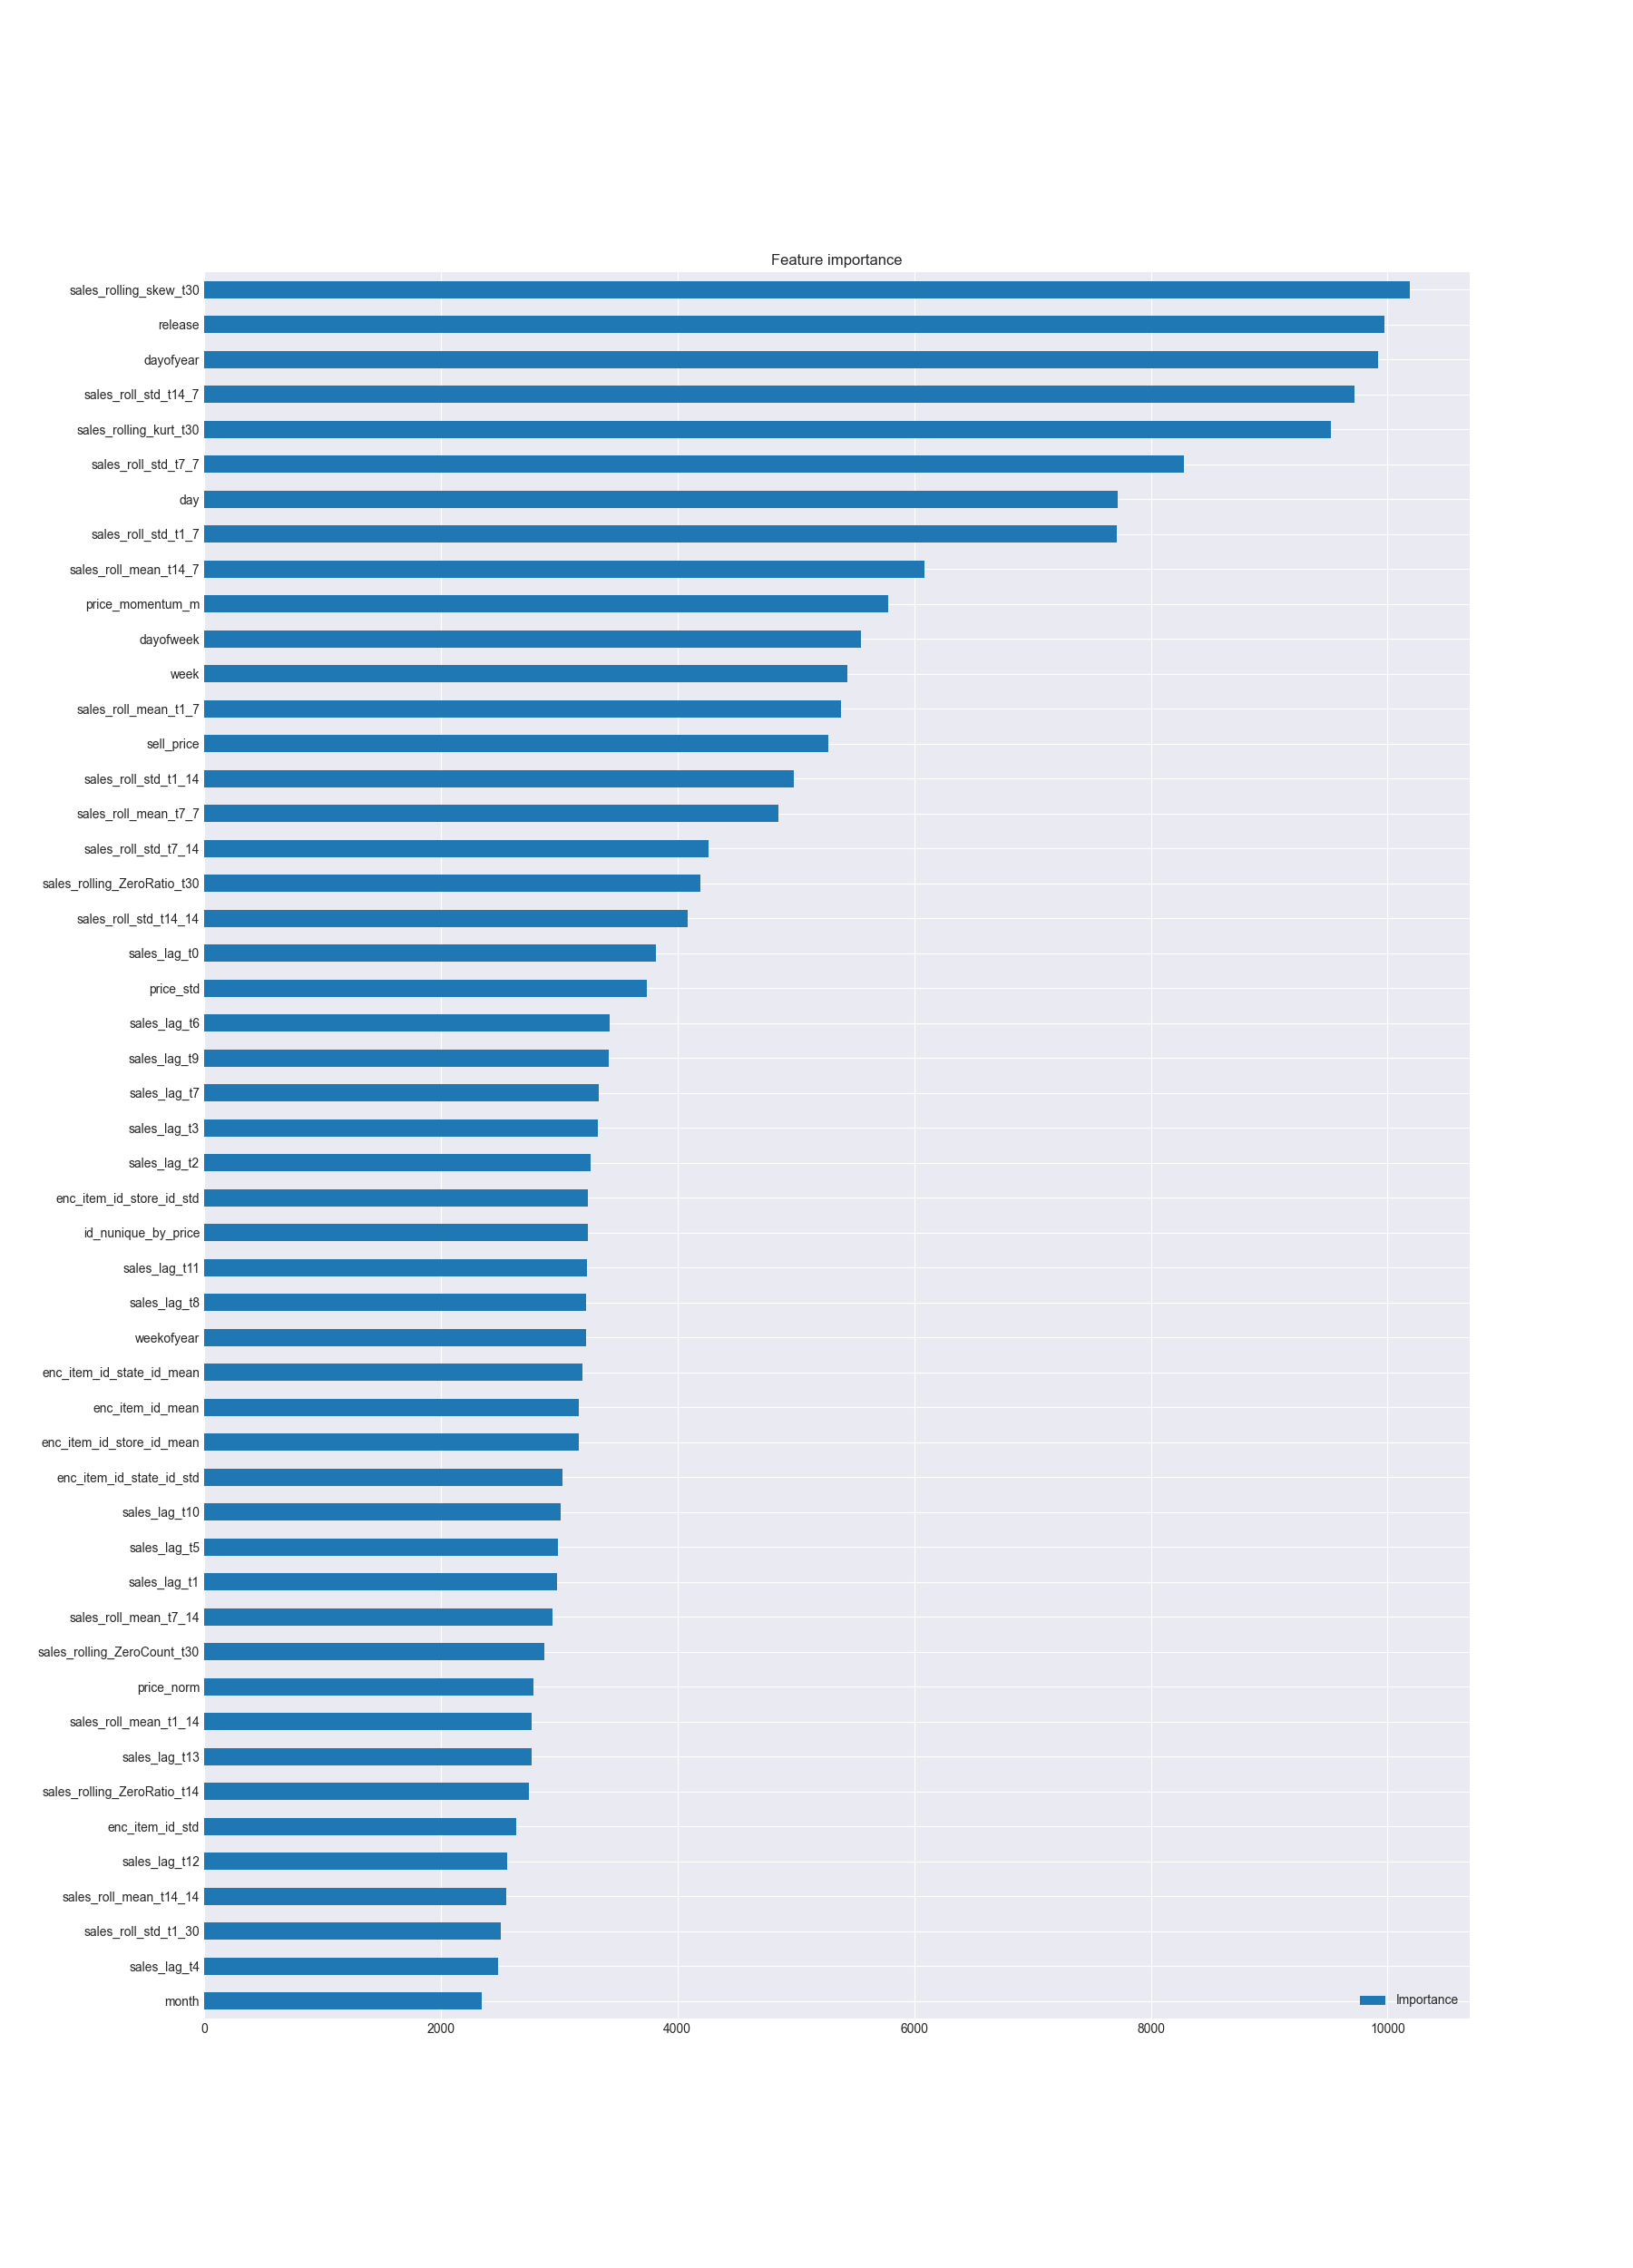 Feature importance
sales_rolling_skew_t30
release
dayofyear
sales_roll_std_t14_7
sales_rolling_kurt_t30
sales_roll_std_t7_7
day
sales_roll_std_t1_7
sales_roll_mean_t14_7
price_momentum_m
dayofweek
week
sales_roll_mean_t1_7
sell_price
sales_roll_std_t1_14
sales_roll_mean_t7_7
sales_roll_std_t7_14
sales_rolling_ZeroRatio_t30
sales_roll_std_t14_14
sales_lag_t0
price_std
sales_lag_t6
sales_lag_t9
sales_lag_t7
sales_lag_t3
sales_lag_t2
enc_item_id_store_id_std
id_nunique_by_price
sales_lag_t11
sales_lag_t8
weekofyear
enc_item_id_state_id_mean
enc_item_id_mean
enc_item_id_store_id_mean
enc_item_id_state_id_std
sales_lag_t10
sales_lag_t5
sales_lag_t1
sales_roll_mean_t7_14
sales_rolling_ZeroCount_t30
price_norm
sales_roll_mean_t1_14
sales_lag_t13
sales_rolling_ZeroRatio_t14
enc_item_id_std
sales_lag_t12
sales_roll_mean_t14_14
sales_roll_std_t1_30
sales_lag_t4
month
Importance
0 2000 4000 6000 8000 10000